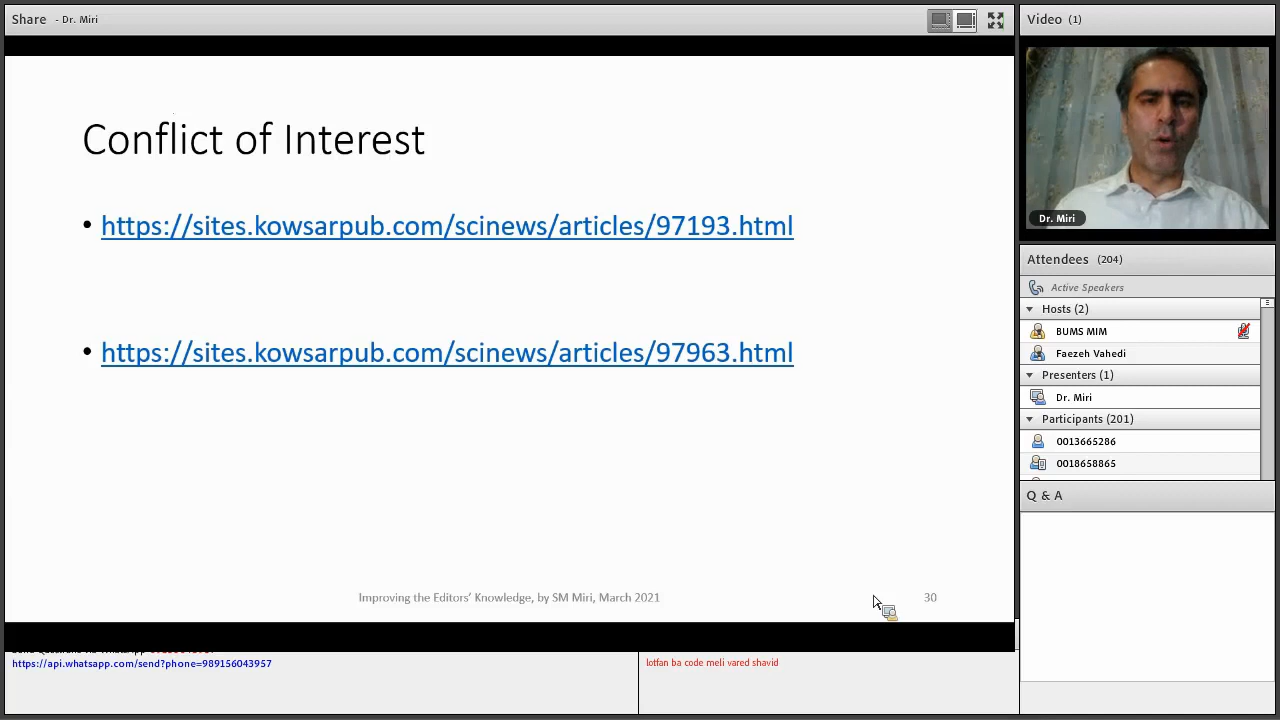 Share - Dr. Miri
Conflict of Interest
• https://sites.kowsarpub.com/scinews/articles/97193.html
• https://sites.kowsarpub.com/scinews/articles/97963.html
Improving the Editors' Knowledge, by SM Miri, March 2021
30
https://api.whatsapp.com/send?phone=989156043957
lotfan ba code meli vared shavid
Video (1)
Dr. Miri
Attendees (204)
Active Speakers
Hosts (2)
BUMS MIM
Faezeh Vahedi
Presenters (1)
Dr. Miri
Participants (201)
0013665286
0018658865
Q & A